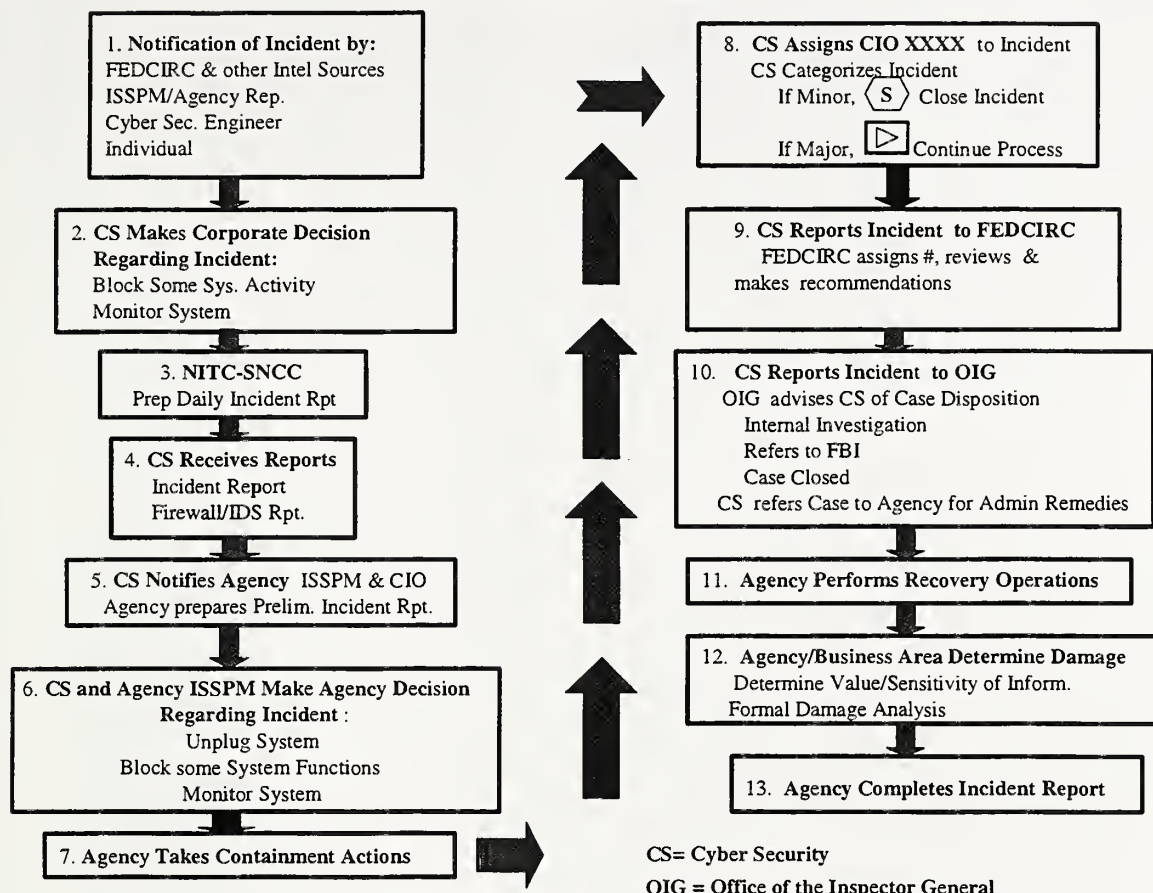 1. Notification of Incident by:
FEDCIRC & other Intel Sources
ISSPM/Agency Rep.
Cyber Sec. Engineer
Individual
2. CS Makes Corporate Decision
Regarding Incident:
Block Some Sys. Activity
Monitor System
3. NITC-SNCC
Prep Daily Incident Rpt
4. CS Receives Reports
Incident Report
Firewall/IDS Rpt.
5. CS Notifies Agency ISSPM & CIO
Agency prepares Prelim. Incident Rpt.
6. CS and Agency ISSPM Make Agency Decision
Regarding Incident :
Unplug System
Block some System Functions
Monitor System
7. Agency Takes Containment Actions
8. CS Assigns CIO XXXX to Incident
CS Categorizes Incident
If Minor, S Close Incident
If Major, Continue Process
9. CS Reports Incident to FEDCIRC
FEDCIRC assigns #, reviews &
makes recommendations
10. CS Reports Incident to OIG
OIG advises CS of Case Disposition
Internal Investigation
Refers to FBI
Case Closed
CS refers Case to Agency for Admin Remedies
11. Agency Performs Recovery Operations
12. Agency/Business Area Determine Damage
Determine Value/Sensitivity of Inform.
Formal Damage Analysis
13. Agency Completes Incident Report
CS= Cyber Security
OIG = Office of the Inspector General